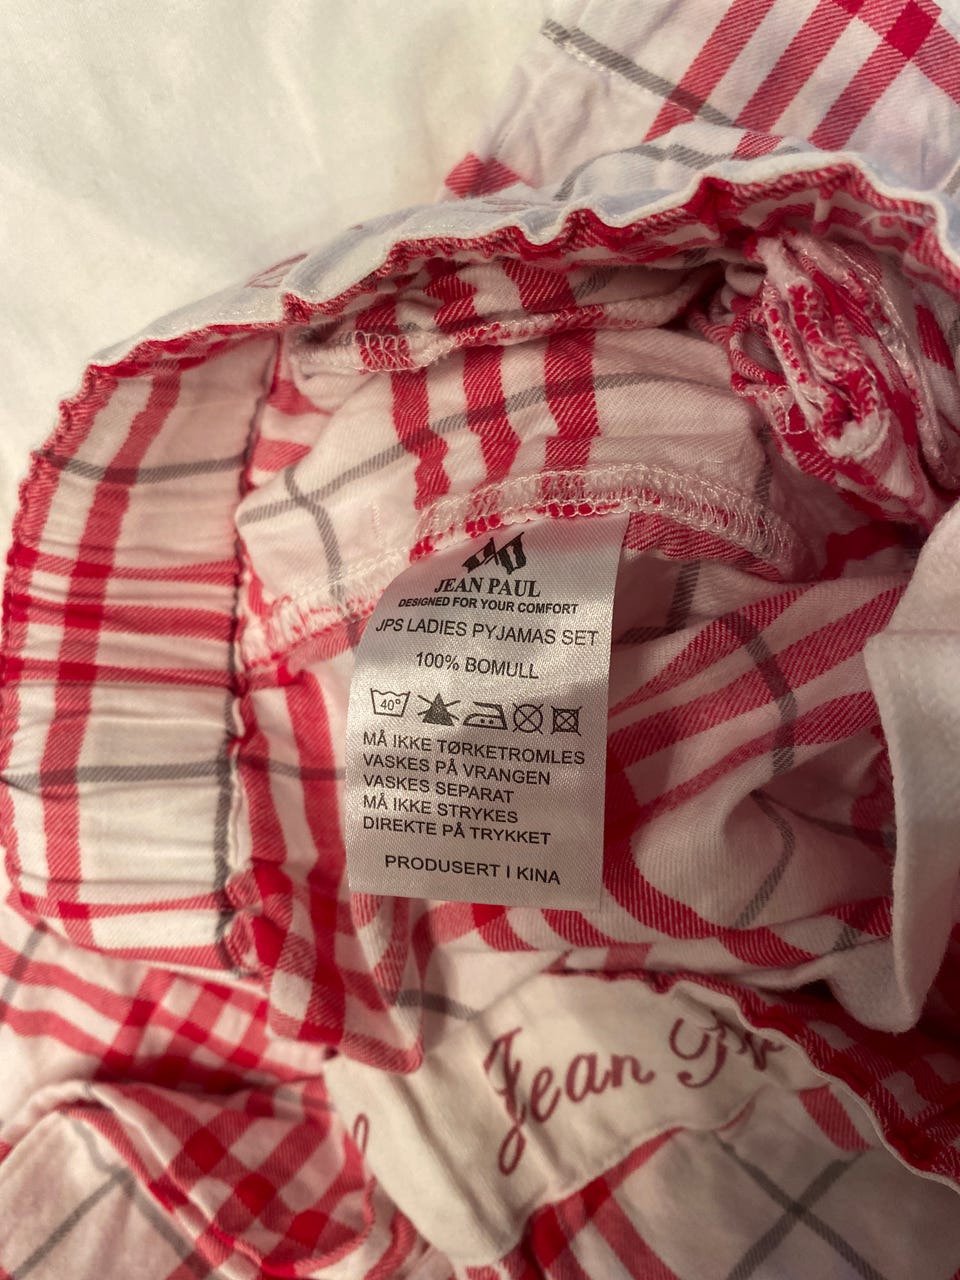 JEAN PAUL
DESIGNED FOR YOUR COMFORT
JPS LADIES PYJAMAS SET
100% BOMULL
40°
MÅ IKKE TØRKETROMLES
VASKES PÅ VRANGEN
VASKES SEPARAT
MÅ IKKE STRYKES
DIREKTE PÅ TRYKKET
PRODUSERT I KINA
Jean